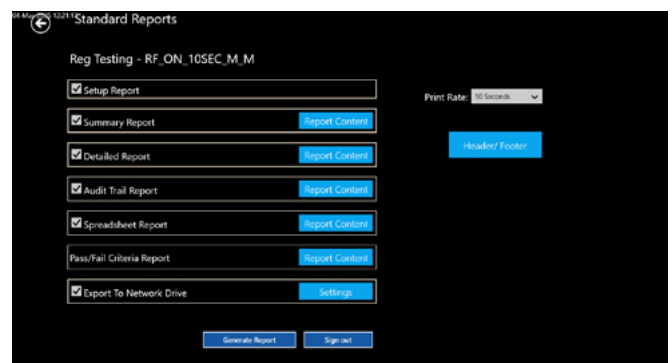 Standard Reports
Reg Testing - RF_ON_10SEC_M_M
Setup Report
Print Rate: 10 Seconds
Summary Report Report Content
Header/ Footer
Detailed Report Report Content
Audit Trail Report Report Content
Spreadsheet Report Report Content
Pass/Fail Criteria Report Report Content
Export To Network Drive Settings
Generate Report Sign out